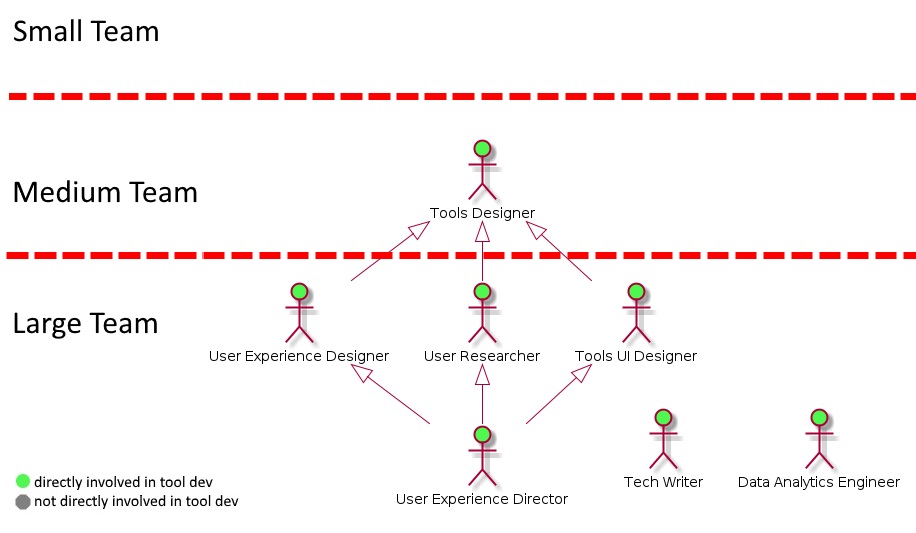 Small Team
Medium Team
Tools Designer
Large Team
User Experience Designer
User Researcher
Tools UI Designer
Tech Writer
Data Analytics Engineer
directly involved in tool dev
not directly involved in tool dev
User Experience Director